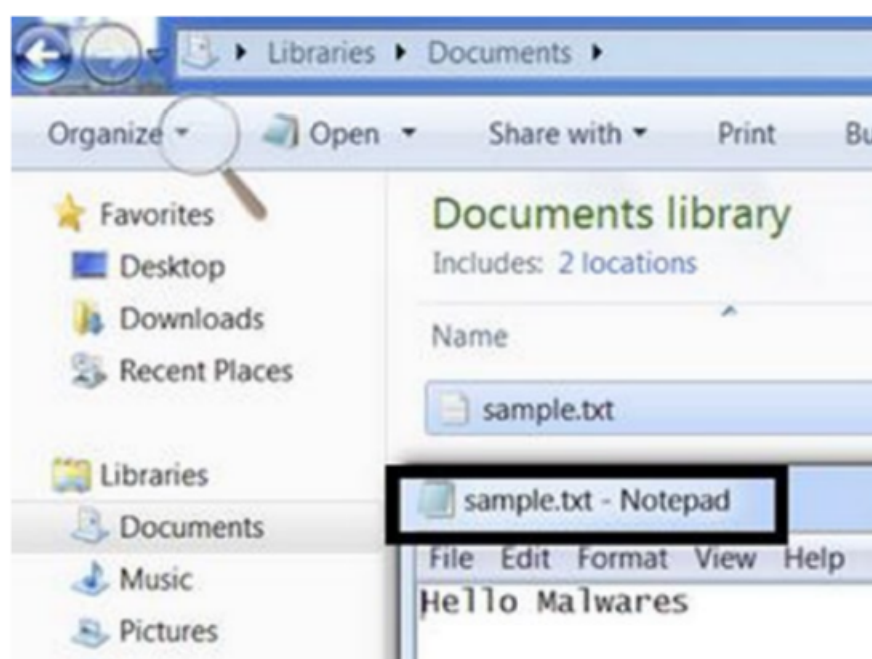 Libraries Documents
Organize Open Share with Print Bu
Favorites
Desktop
Downloads
Recent Places
Libraries
Documents
Music
Pictures
Documents library
Includes: 2 locations
Name
sample.txt
sample.txt - Notepad
File Edit Format View Help
Hello Malwares